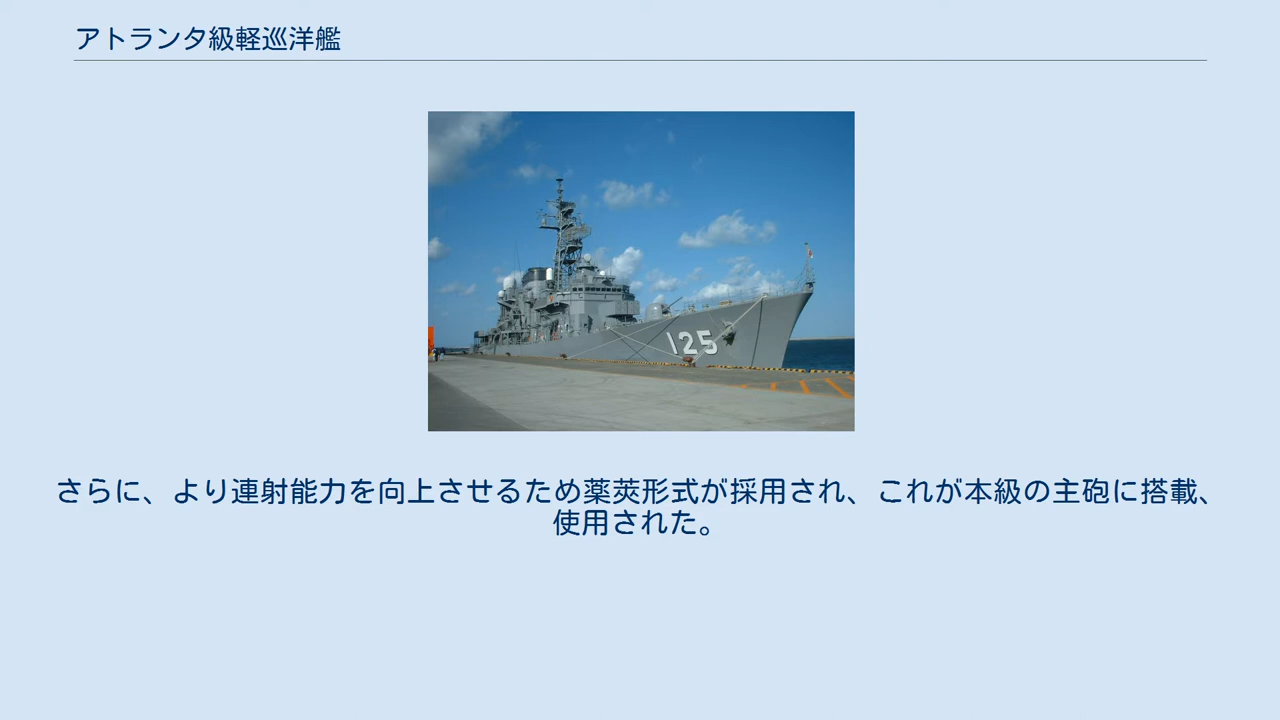 アトランタ級軽巡洋艦
125
さらに、より連射能力を向上させるため薬莢形式が採用され、これが本級の主砲に搭載、
使用された。